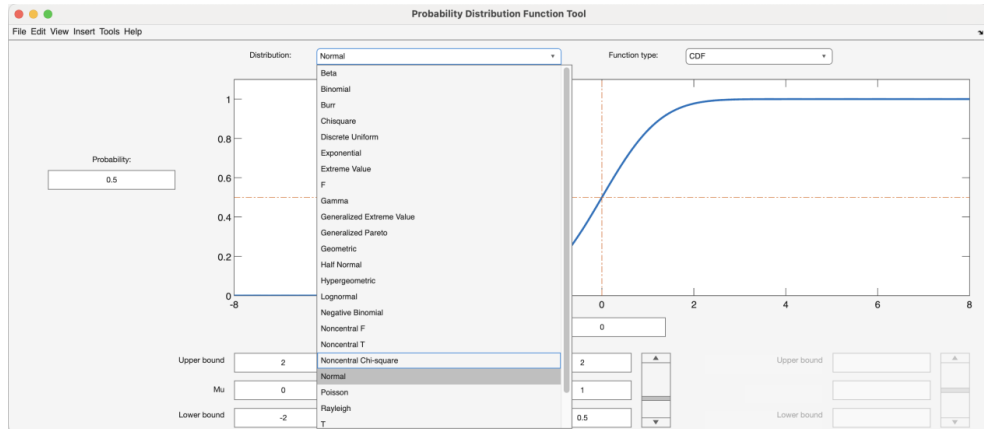 Probability Distribution Function Tool
File Edit View Insert Tools Help
Distribution: Normal Function type: CDF
Beta
Binomial
Burr
Chisquare
Discrete Uniform
Exponential
Extreme Value
F
Gamma
Generalized Extreme Value
Generalized Pareto
Geometric
Half Normal
Hypergeometric
Lognormal
Negative Binomial
Noncentral F
Noncentral T
Noncentral Chi-square
Normal
Poisson
Rayleigh
T
Probability:
0.5
1
0.8
0.6
0.4
0.2
0
-8 0 2 4 6 8
0
Upper bound 2 2 Upper bound
Mu 0 1
Lower bound -2 0.5 Lower bound